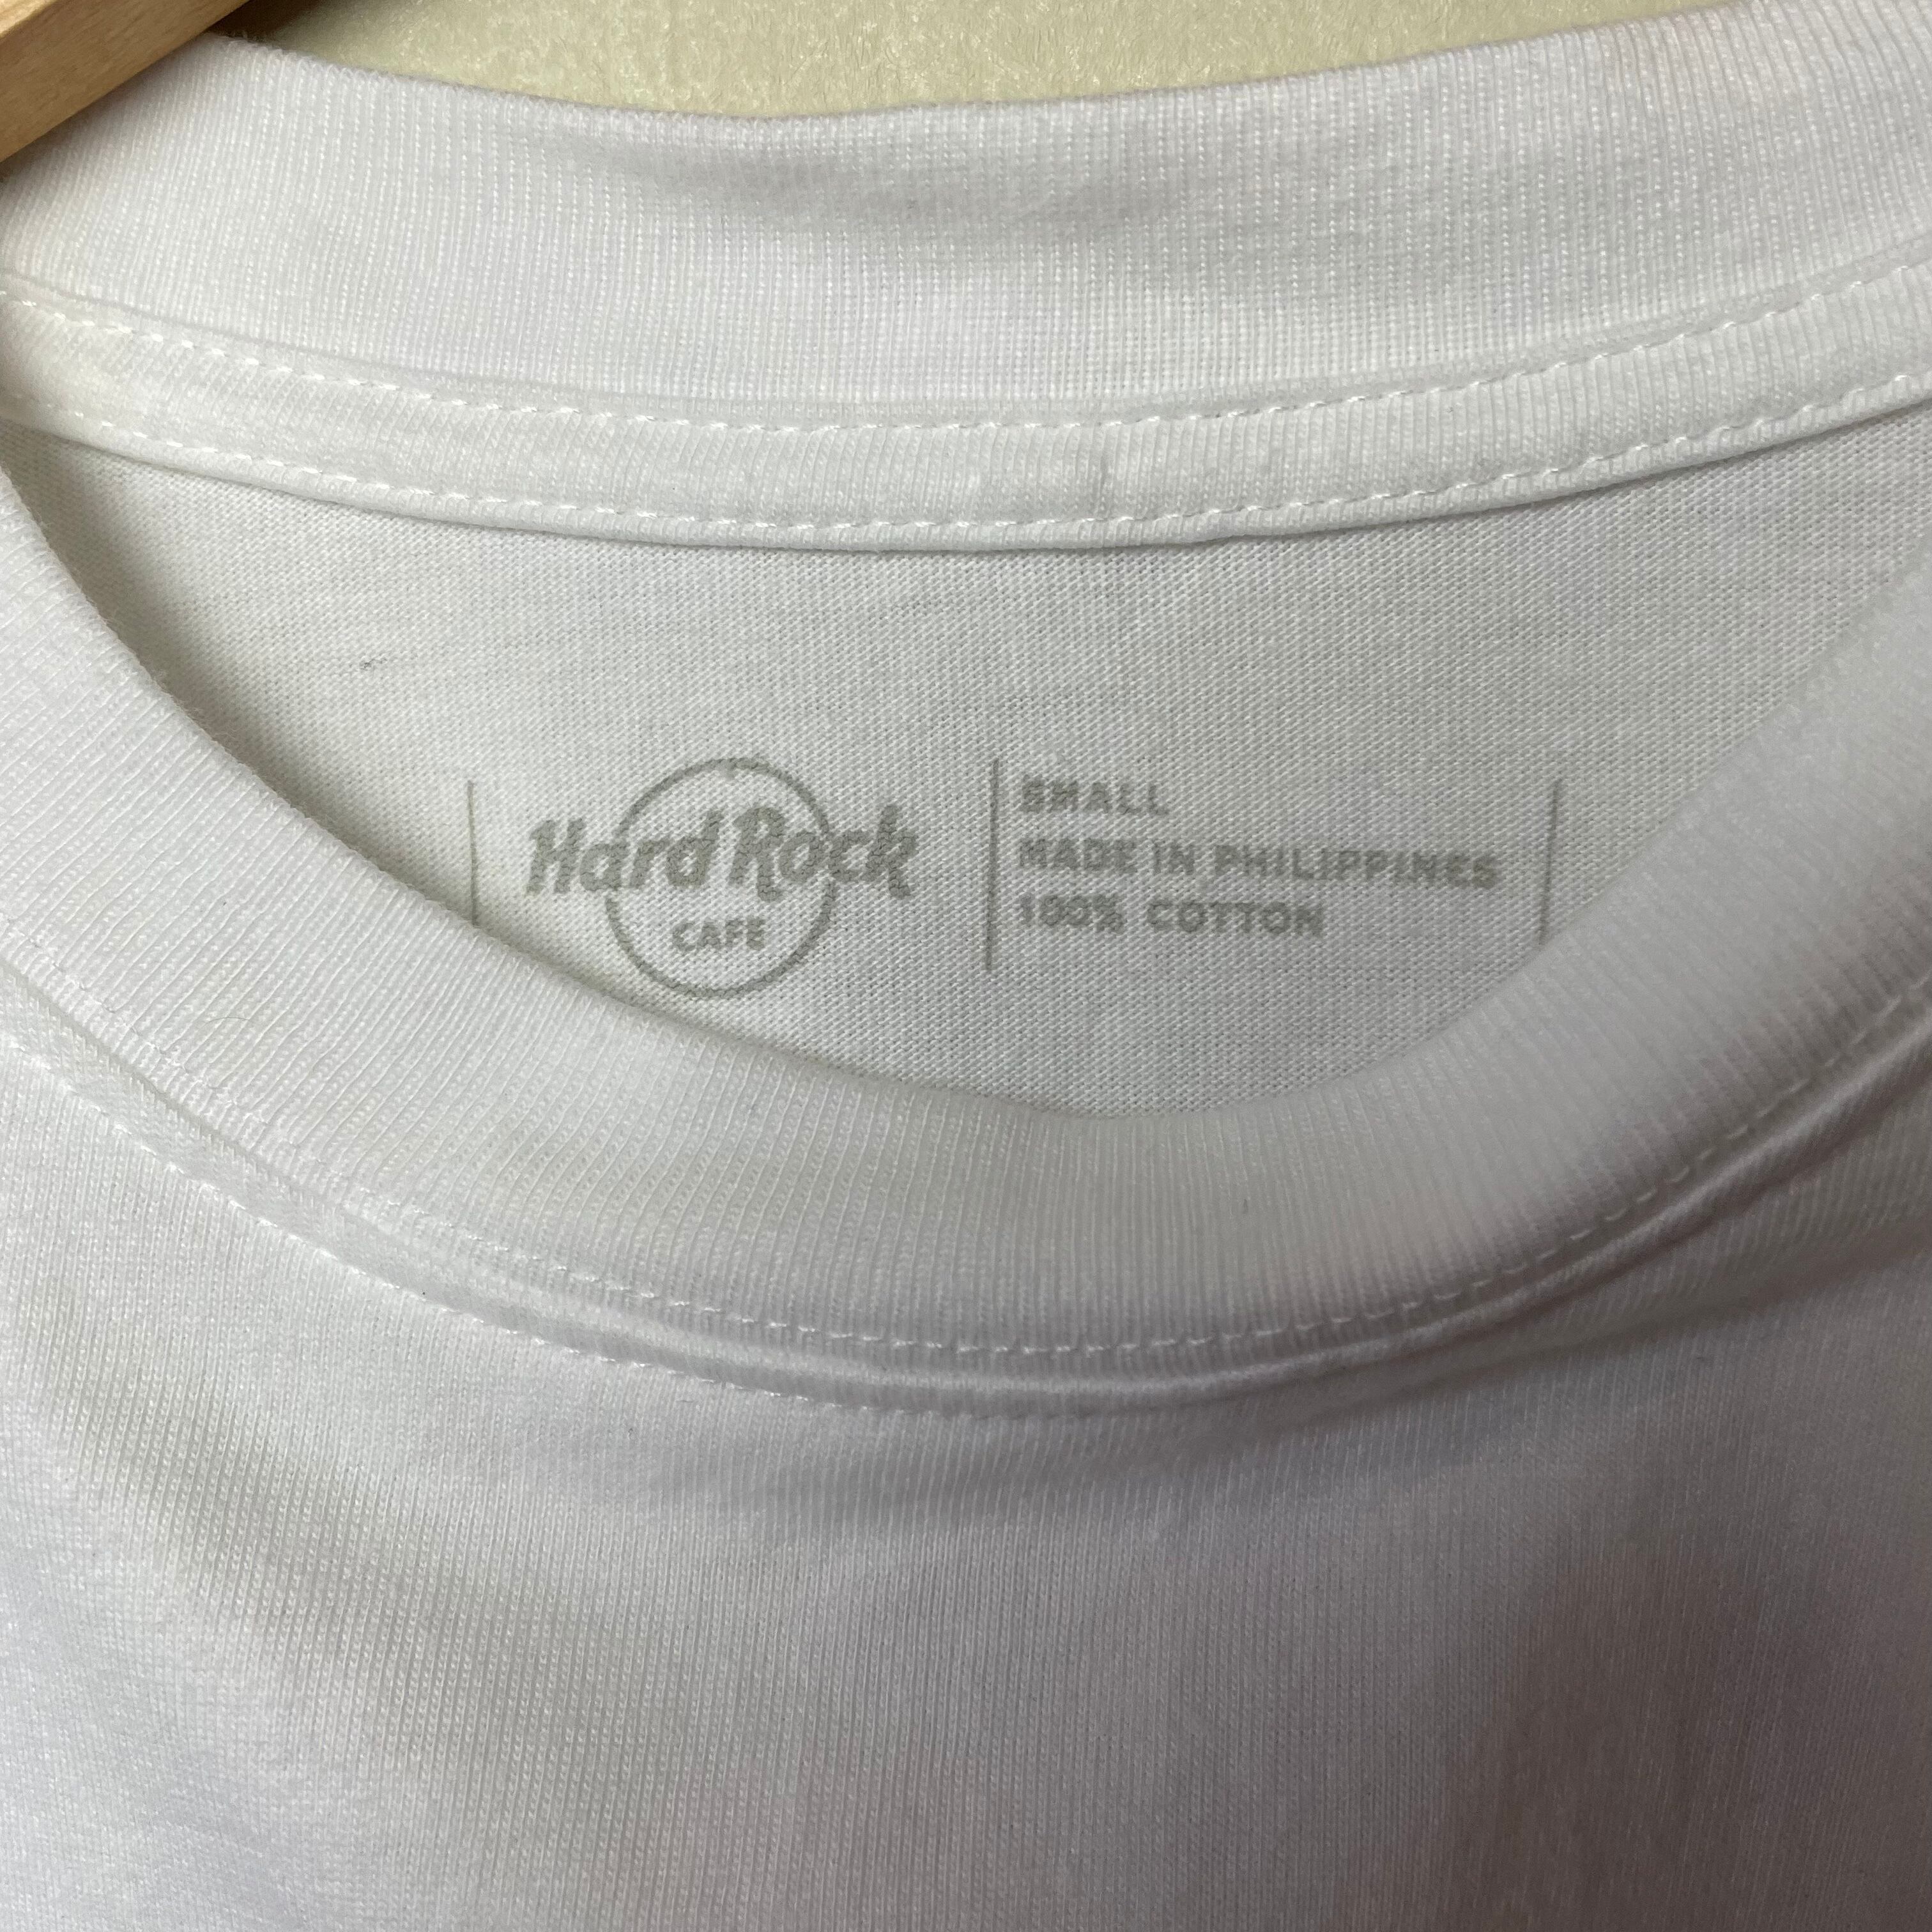 Hard Rock
CAFE
SMALL
MADE IN PHILIPPINES
100% COTTON